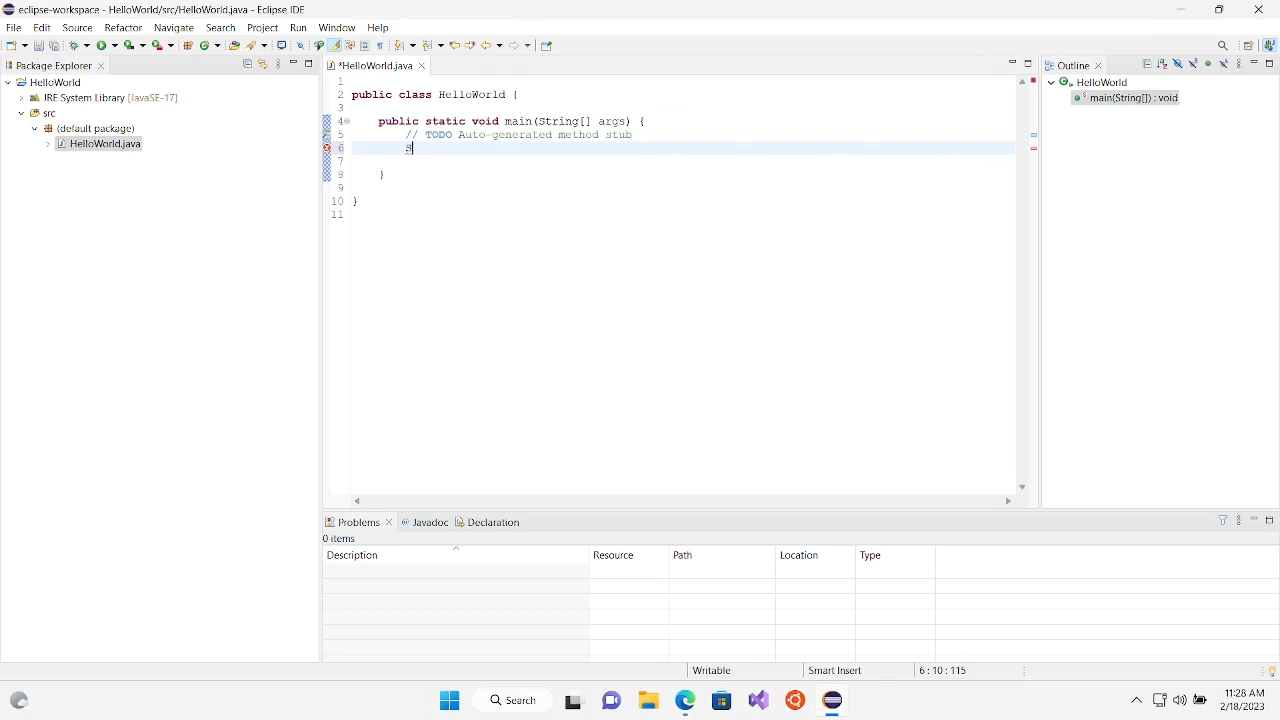 eclipse-workspace - HelloWorld/src/HelloWorld.java - Eclipse IDE
File Edit Source Refactor Navigate Search Project Run Window Help
Package Explorer
HelloWorld
JRE System Library [JavaSE-17]
src
(default package)
HelloWorld.java
*HelloWorld.java
1
2 public class HelloWorld {
3
4 public static void main(String[] args) {
5 // TODO Auto-generated method stub
6 S
7
8 }
9
10 }
11
Outline
HelloWorld
main(String[]) : void
Problems Javadoc Declaration
0 items
Description Resource Path Location Type
Writable Smart Insert 6 : 10 : 115
Search
11:28 AM
2/18/2023